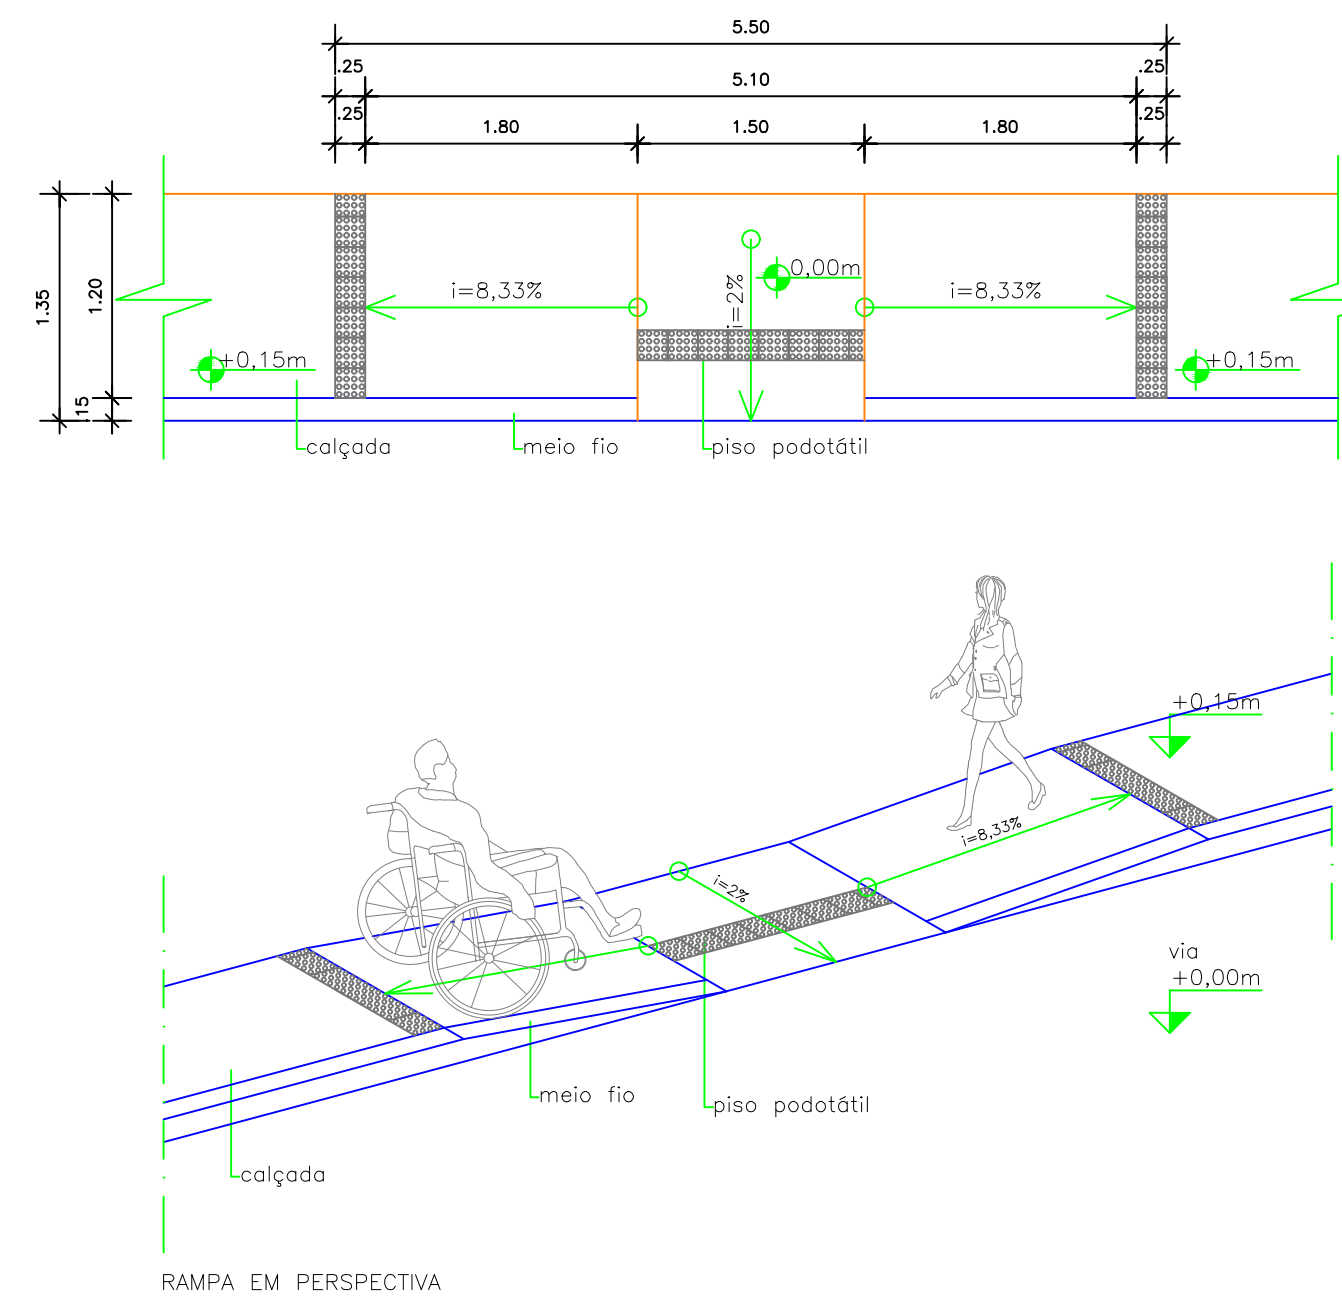 5.50
.25
5.10
.25
.25
1.80
1.50
1.80
.25
1.35
1.20
.15
i=8,33%
i=2%
0,00m
i=8,33%
+0,15m
+0,15m
calçada
meio fio
piso podotátil
+0,15m
i=8,33%
i=2%
via
+0,00m
meio fio
piso podotátil
calçada
RAMPA EM PERSPECTIVA